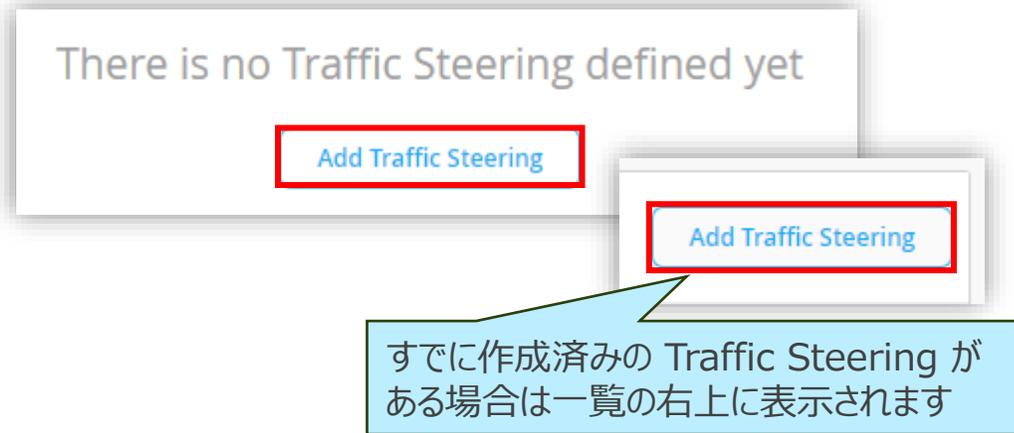 There is no Traffic Steering defined yet
Add Traffic Steering
Add Traffic Steering
すでに作成済みの Traffic Steering が
ある場合は一覧の右上に表示されます